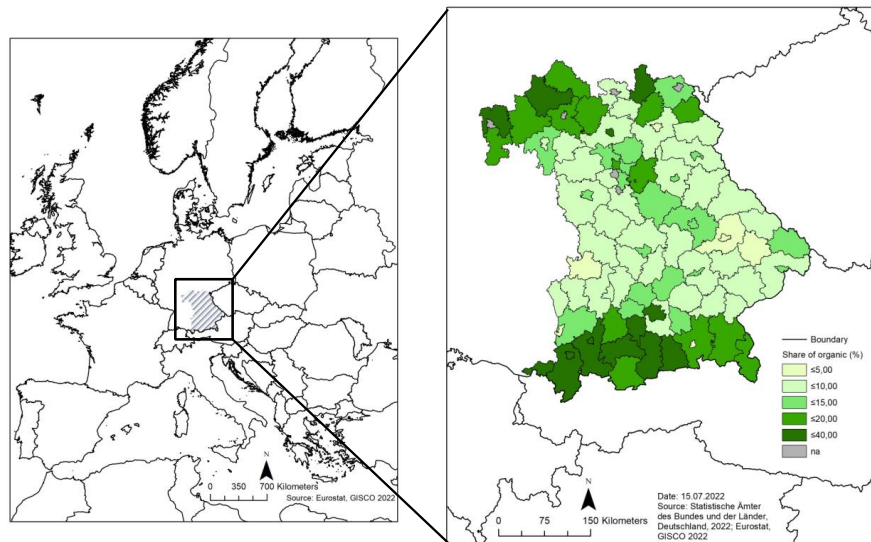 N
0 350 700 Kilometers
Source: Eurostat, GISCO 2022
Boundary
Share of organic (%)
≤5,00
≤10,00
≤15,00
≤20,00
≤40,00
na
N
0 75 150 Kilometers
Date: 15.07.2022
Source: Statistische Ämter
des Bundes und der Länder,
Deutschland, 2022; Eurostat,
GISCO 2022